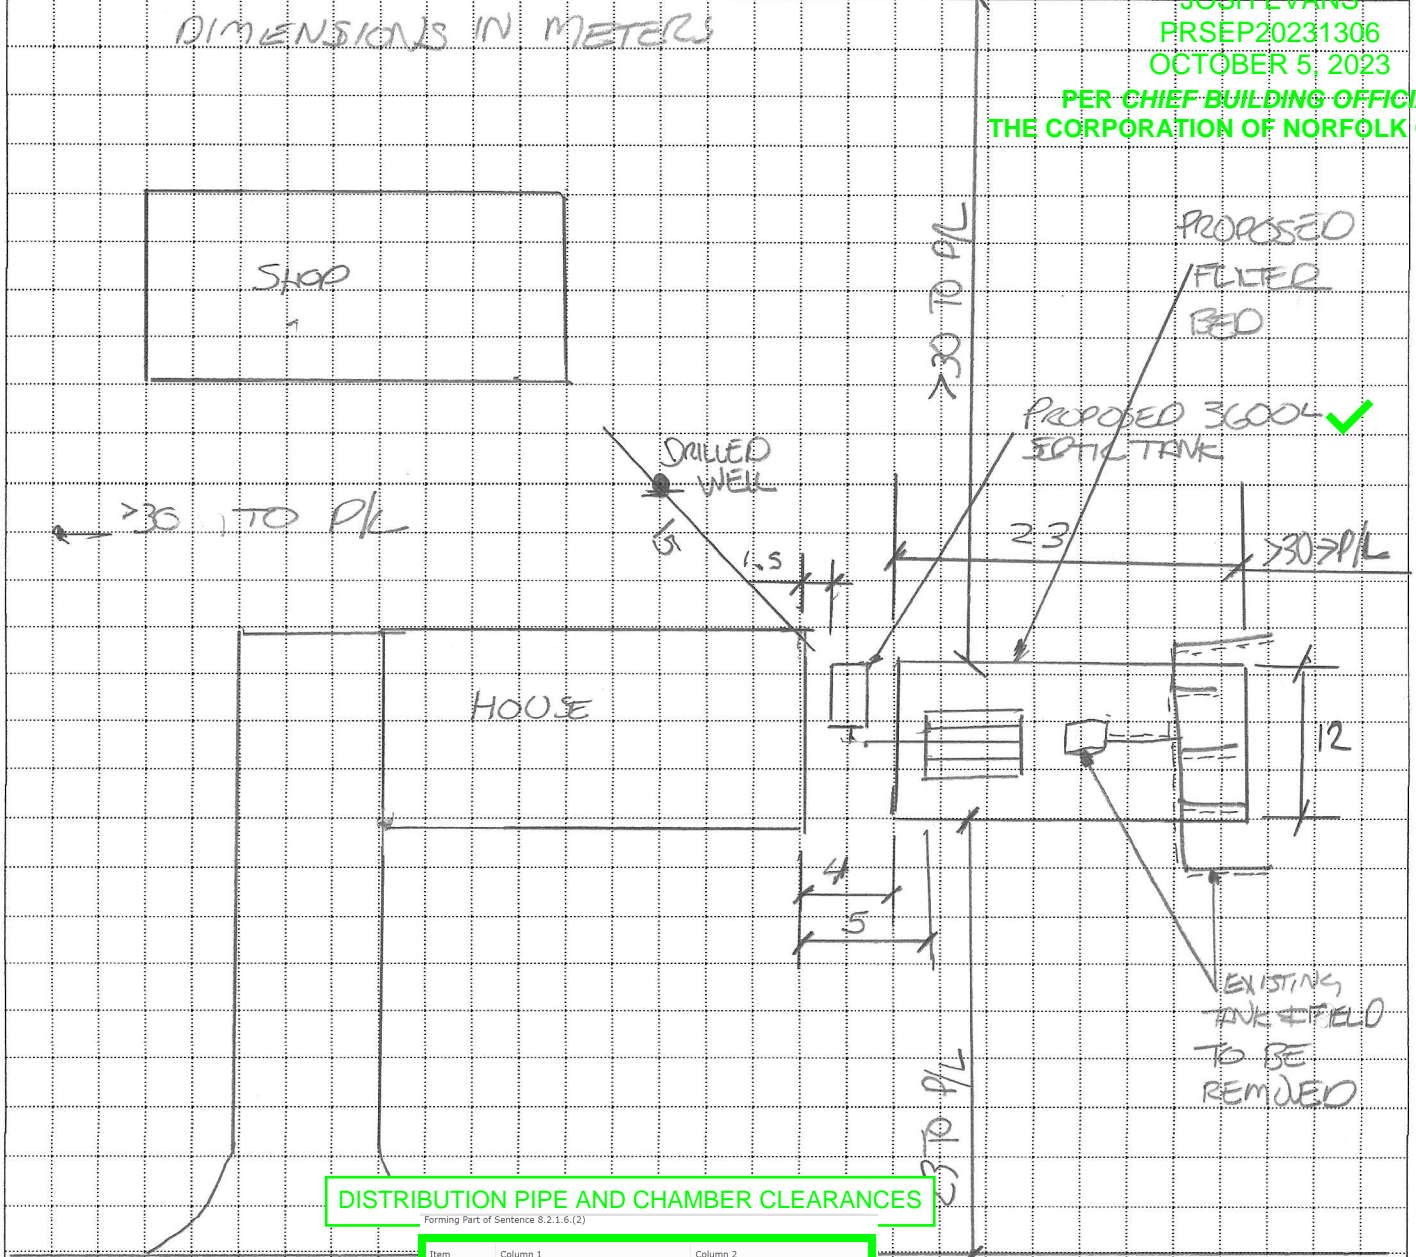 DIMENSIONS IN METERS
JOSH EVANS
PRSEP20231306
OCTOBER 5, 2023
PER CHIEF BUILDING OFFICI
THE CORPORATION OF NORFOLK
SHOP
>30 TO P/L
PROPOSED
FILTER
BED
PROPOSED 3600L
SEPTIC TANK
DRILLED
WELL
>30 TO P/L
15
1.5
23
>30→P/L
HOUSE
12
4
5
EXISTING
TANK & FIELD
TO BE
REMOVED
TO P/L
DISTRIBUTION PIPE AND CHAMBER CLEARANCES
Forming Part of Sentence 8.2.1.6.(2)
Item Column 1 Column 2